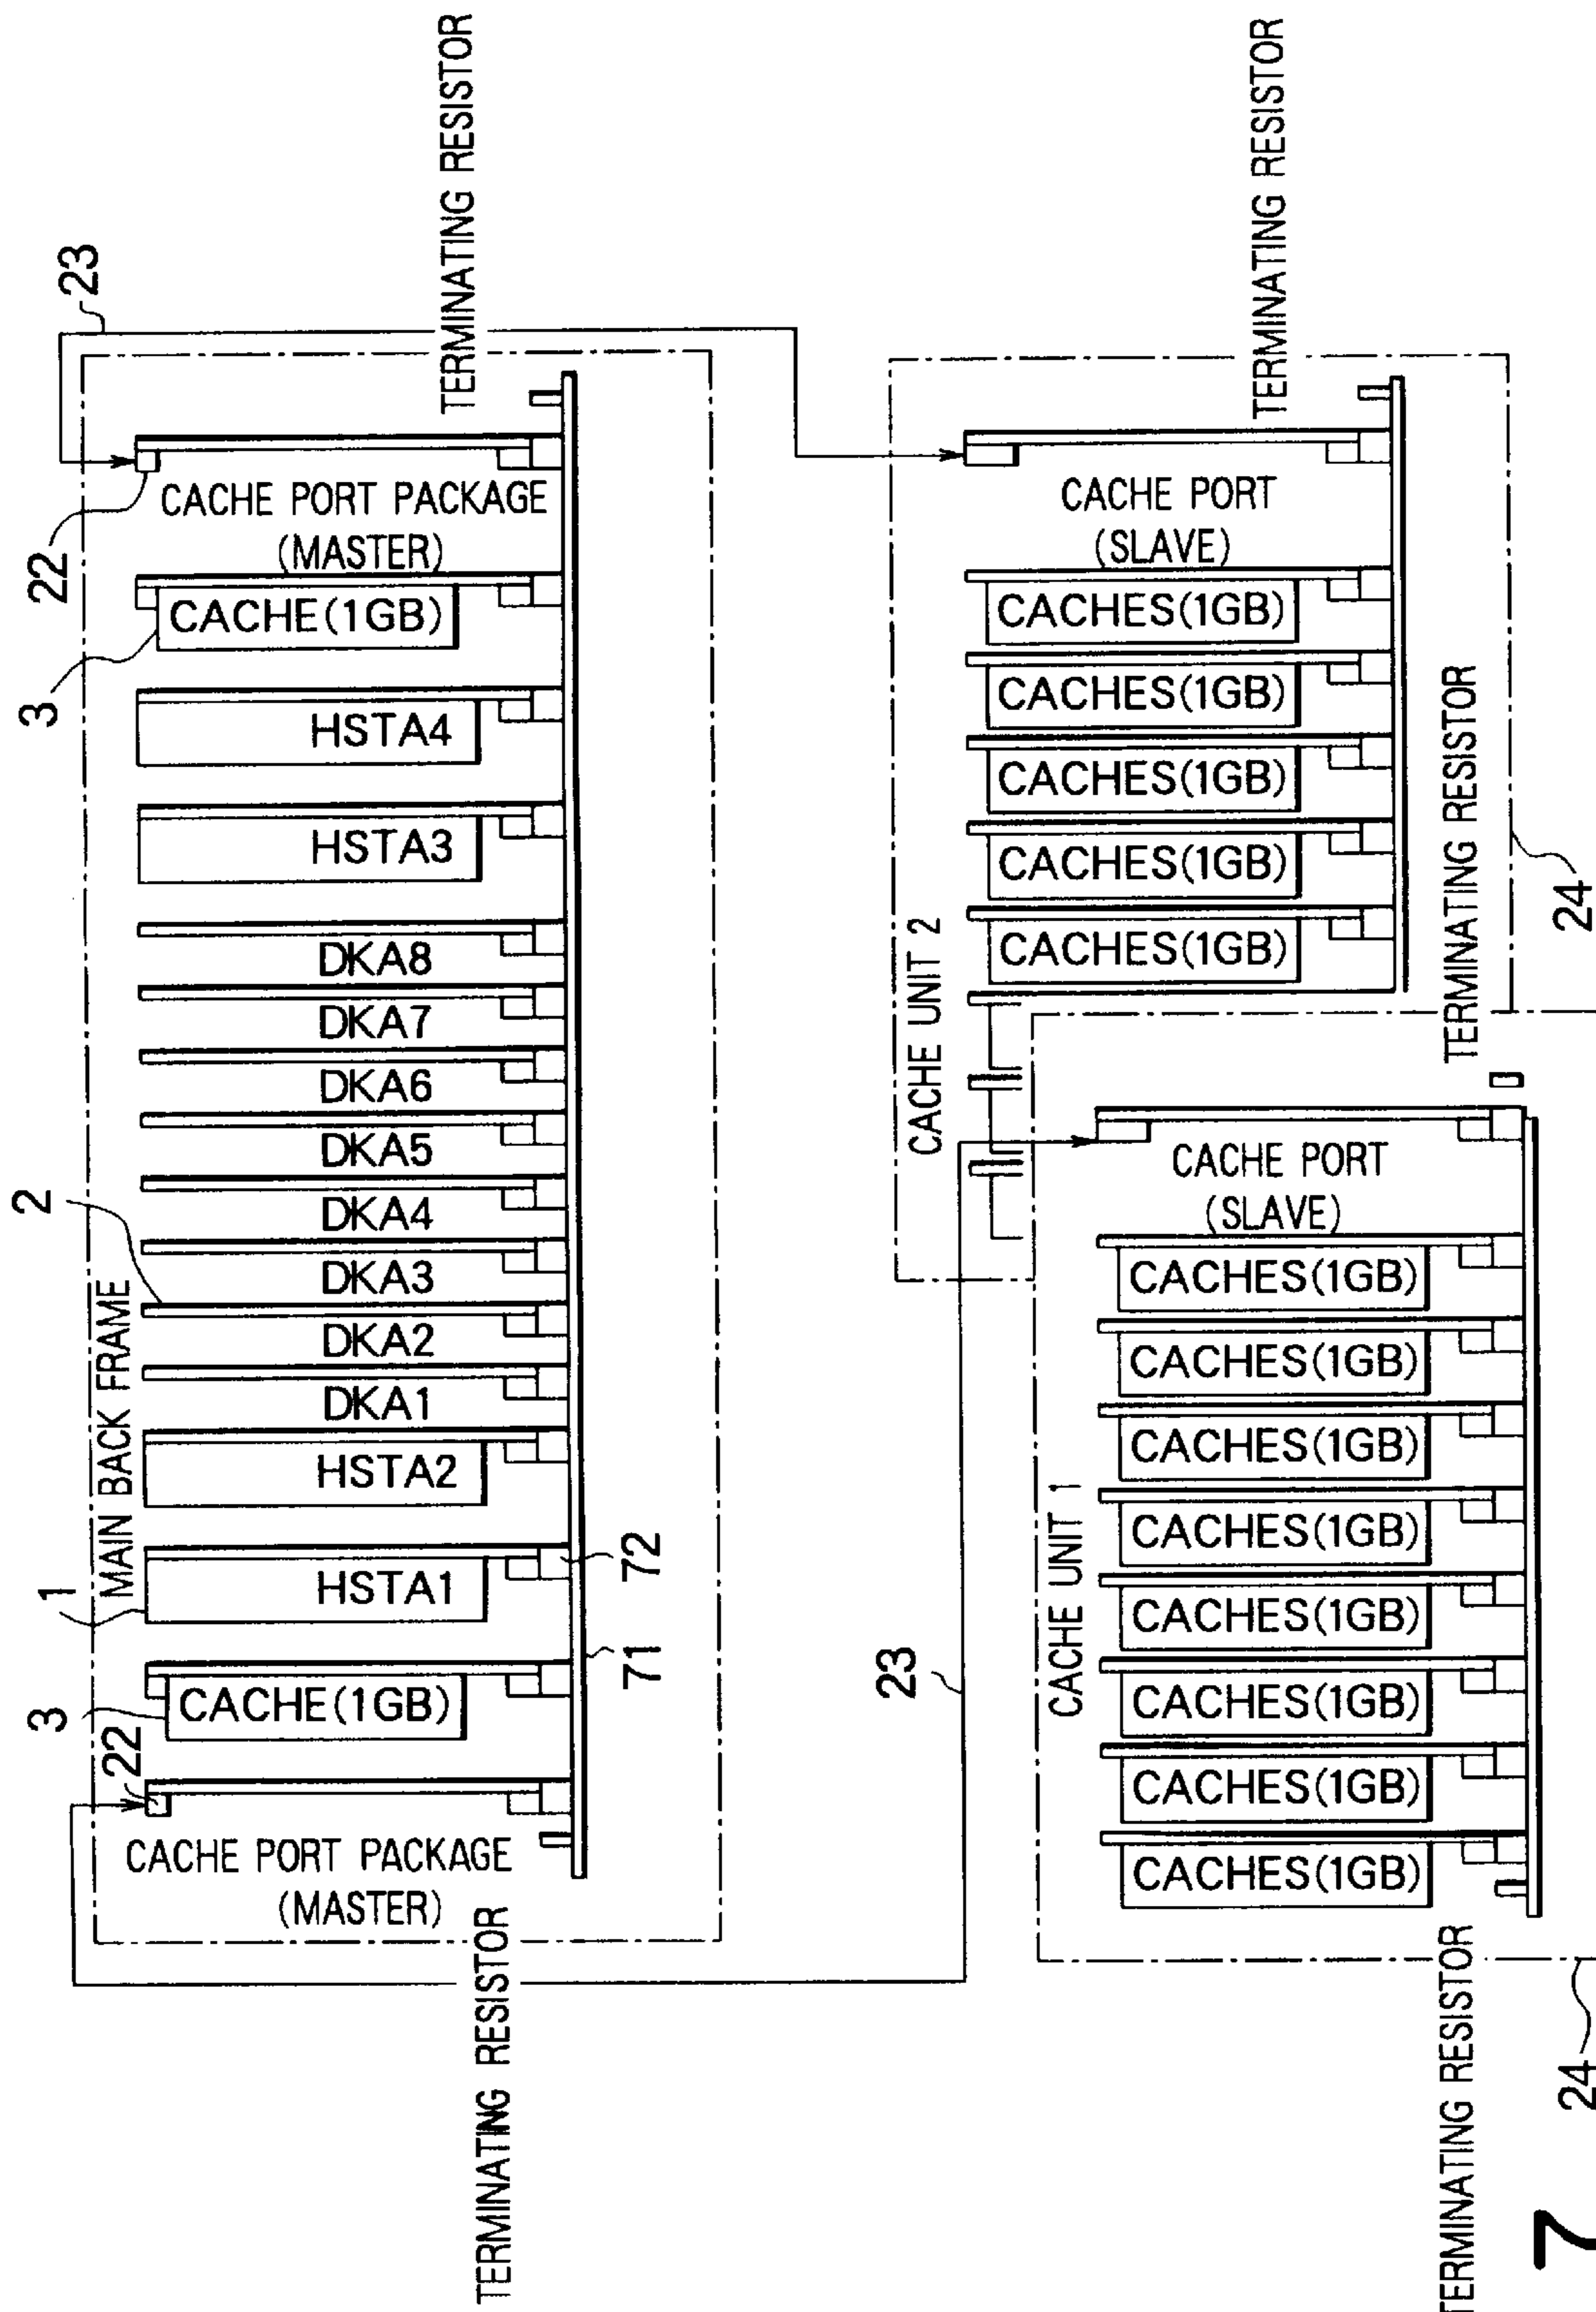 23
TERMINATING RESISTOR
TERMINATING RESISTOR
22
CACHE PORT PACKAGE
(MASTER)
3
CACHE(1GB)
HSTA4
HSTA3
DKA8
DKA7
DKA6
DKA5
DKA4
DKA3
2
DKA2
DKA1
MAIN BACK FRAME
HSTA2
1
HSTA1
72
71
3
CACHE(1GB)
22
CACHE PORT PACKAGE
(MASTER)
TERMINATING RESISTOR
CACHE PORT
(SLAVE)
CACHES(1GB)
CACHES(1GB)
CACHES(1GB)
CACHES(1GB)
CACHES(1GB)
CACHE UNIT 2
TERMINATING RESISTOR
24
23
CACHE PORT
(SLAVE)
CACHES(1GB)
CACHES(1GB)
CACHES(1GB)
CACHES(1GB)
CACHES(1GB)
CACHES(1GB)
CACHES(1GB)
CACHES(1GB)
CACHE UNIT 1
TERMINATING RESISTOR
24
7